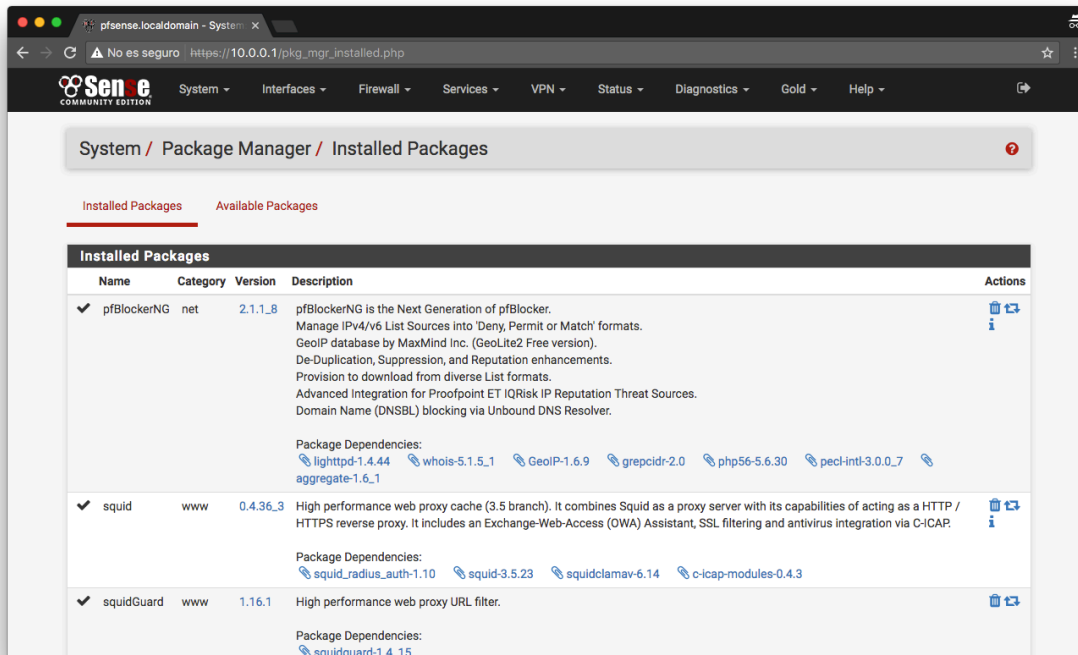 pfsense.localdomain - System
No es seguro https://10.0.0.1/pkg_mgr_installed.php
Sense
COMMUNITY EDITION
System Interfaces Firewall Services VPN Status Diagnostics Gold Help
System / Package Manager / Installed Packages
Installed Packages Available Packages
Installed Packages
Name Category Version Description Actions
pfBlockerNG net 2.1.1_8 pfBlockerNG is the Next Generation of pfBlocker.
Manage IPv4/v6 List Sources into 'Deny, Permit or Match' formats.
GeoIP database by MaxMind Inc. (GeoLite2 Free version).
De-Duplication, Suppression, and Reputation enhancements.
Provision to download from diverse List formats.
Advanced Integration for Proofpoint ET IQRisk IP Reputation Threat Sources.
Domain Name (DNSBL) blocking via Unbound DNS Resolver.
Package Dependencies:
lighttpd-1.4.44 whois-5.1.5_1 GeoIP-1.6.9 grepcidr-2.0 php56-5.6.30 pecl-intl-3.0.0_7
aggregate-1.6_1
squid www 0.4.36_3 High performance web proxy cache (3.5 branch). It combines Squid as a proxy server with its capabilities of acting as a HTTP /
HTTPS reverse proxy. It includes an Exchange-Web-Access (OWA) Assistant, SSL filtering and antivirus integration via C-ICAP.
Package Dependencies:
squid_radius_auth-1.10 squid-3.5.23 squidclamav-6.14 c-icap-modules-0.4.3
squidGuard www 1.16.1 High performance web proxy URL filter.
Package Dependencies:
squidguard-1.4_15